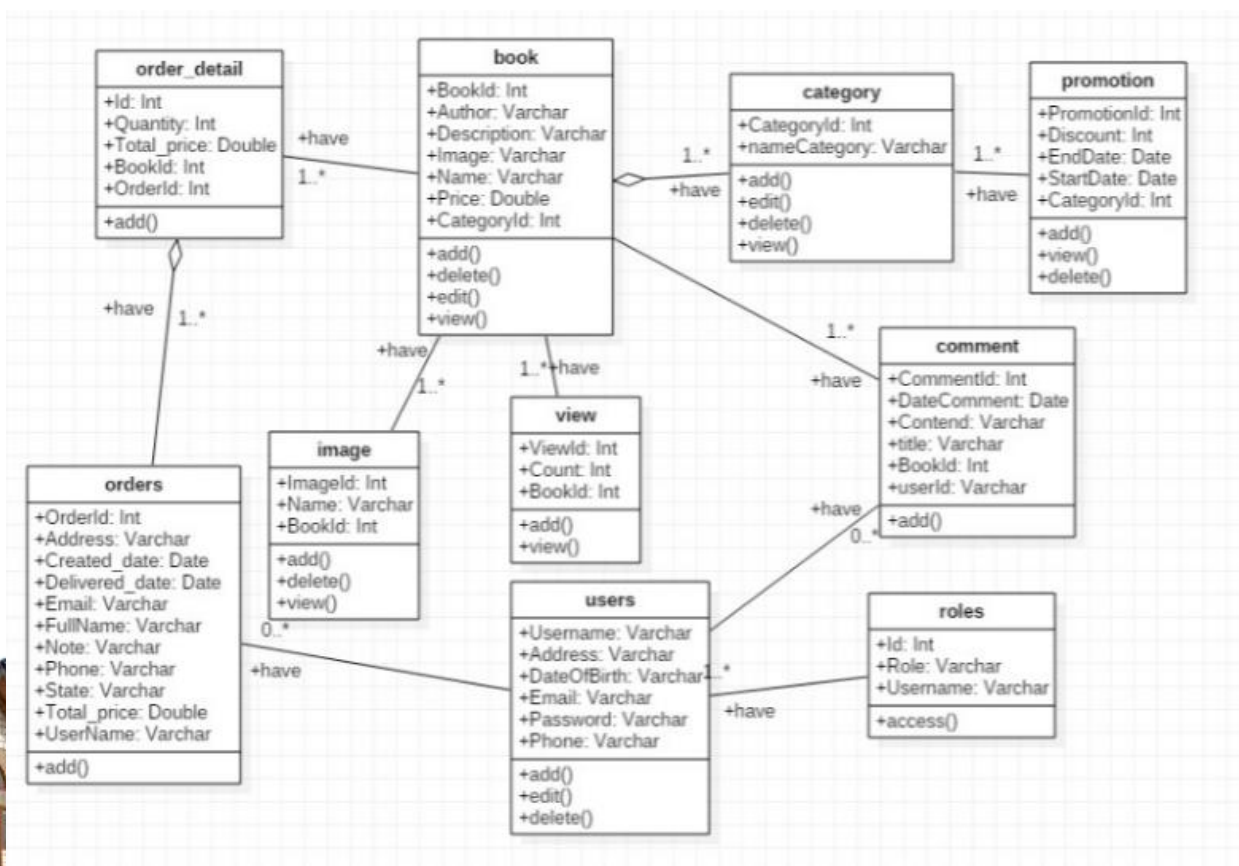 order_detail
+Id: Int
+Quantity: Int
+Total_price: Double
+BookId: Int
+OrderId: Int
+add()
+have
1..*
book
+BookId: Int
+Author: Varchar
+Description: Varchar
+Image: Varchar
+Name: Varchar
+Price: Double
+CategoryId: Int
+add()
+delete()
+edit()
+view()
1..*
+have
category
+CategoryId: Int
+nameCategory: Varchar
+add()
+edit()
+delete()
+view()
1..*
+have
promotion
+PromotionId: Int
+Discount: Int
+EndDate: Date
+StartDate: Date
+CategoryId: Int
+add()
+view()
+delete()
+have
1..*
+have
1..*
1..*
+have
1..*
+have
comment
+CommentId: Int
+DateComment: Date
+Contend: Varchar
+title: Varchar
+BookId: Int
+userId: Varchar
+add()
view
+ViewId: Int
+Count: Int
+BookId: Int
+add()
+view()
image
+ImageId: Int
+Name: Varchar
+BookId: Int
+add()
+delete()
+view()
orders
+OrderId: Int
+Address: Varchar
+Created_date: Date
+Delivered_date: Date
+Email: Varchar
+FullName: Varchar
+Note: Varchar
+Phone: Varchar
+State: Varchar
+Total_price: Double
+UserName: Varchar
+add()
0..*
+have
+have
0..*
users
+Username: Varchar
+Address: Varchar
+DateOfBirth: Varchar
+Email: Varchar
+Password: Varchar
+Phone: Varchar
+add()
+edit()
+delete()
1..*
+have
roles
+Id: Int
+Role: Varchar
+Username: Varchar
+access()